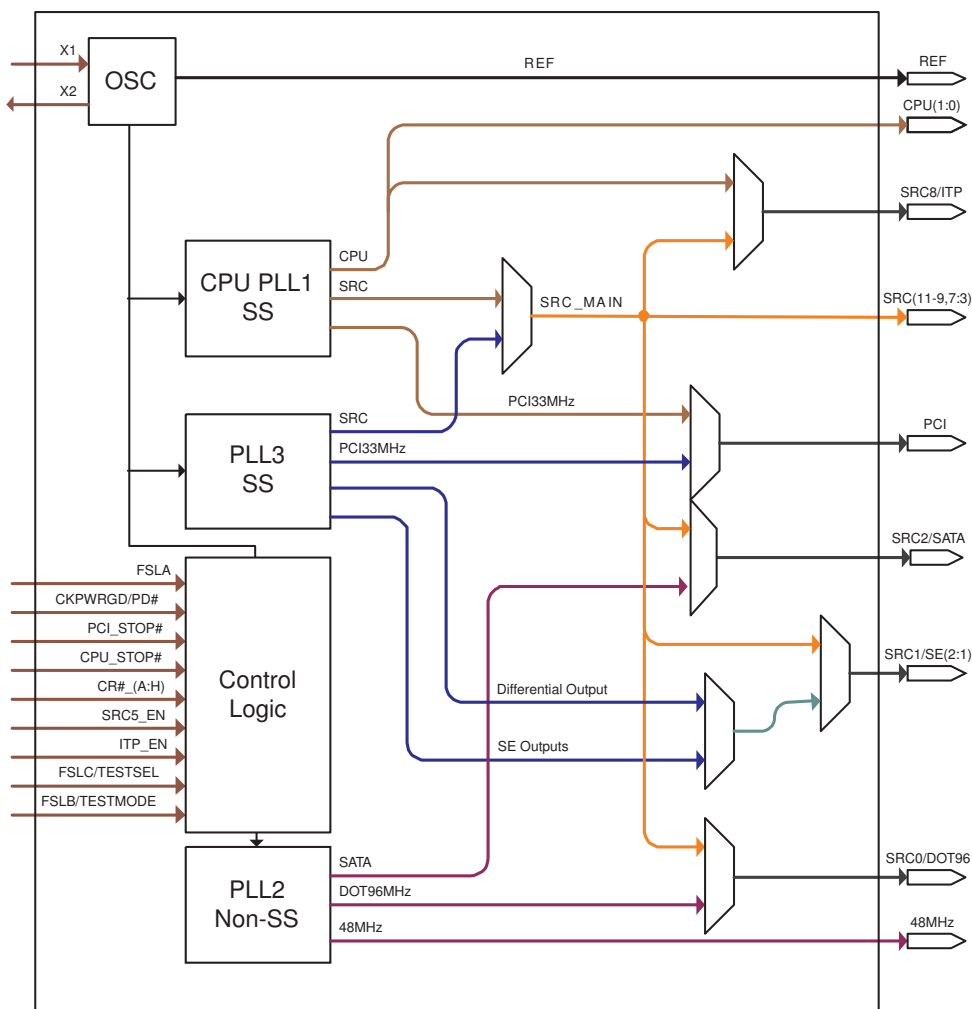 X1
X2
OSC
REF
REF
CPU(1:0)
SRC8/ITP
CPU PLL1
SS
CPU
SRC
SRC_MAIN
SRC(11-9,7:3)
PCI33MHz
PCI
PLL3
SS
SRC
PCI33MHz
SRC2/SATA
FSLA
CKPWRGD/PD#
PCI_STOP#
CPU_STOP#
CR#_(A:H)
SRC5_EN
ITP_EN
FSLC/TESTSEL
FSLB/TESTMODE
Control
Logic
Differential Output
SE Outputs
SRC1/SE(2:1)
PLL2
Non-SS
SATA
DOT96MHz
48MHz
SRC0/DOT96
48MHz